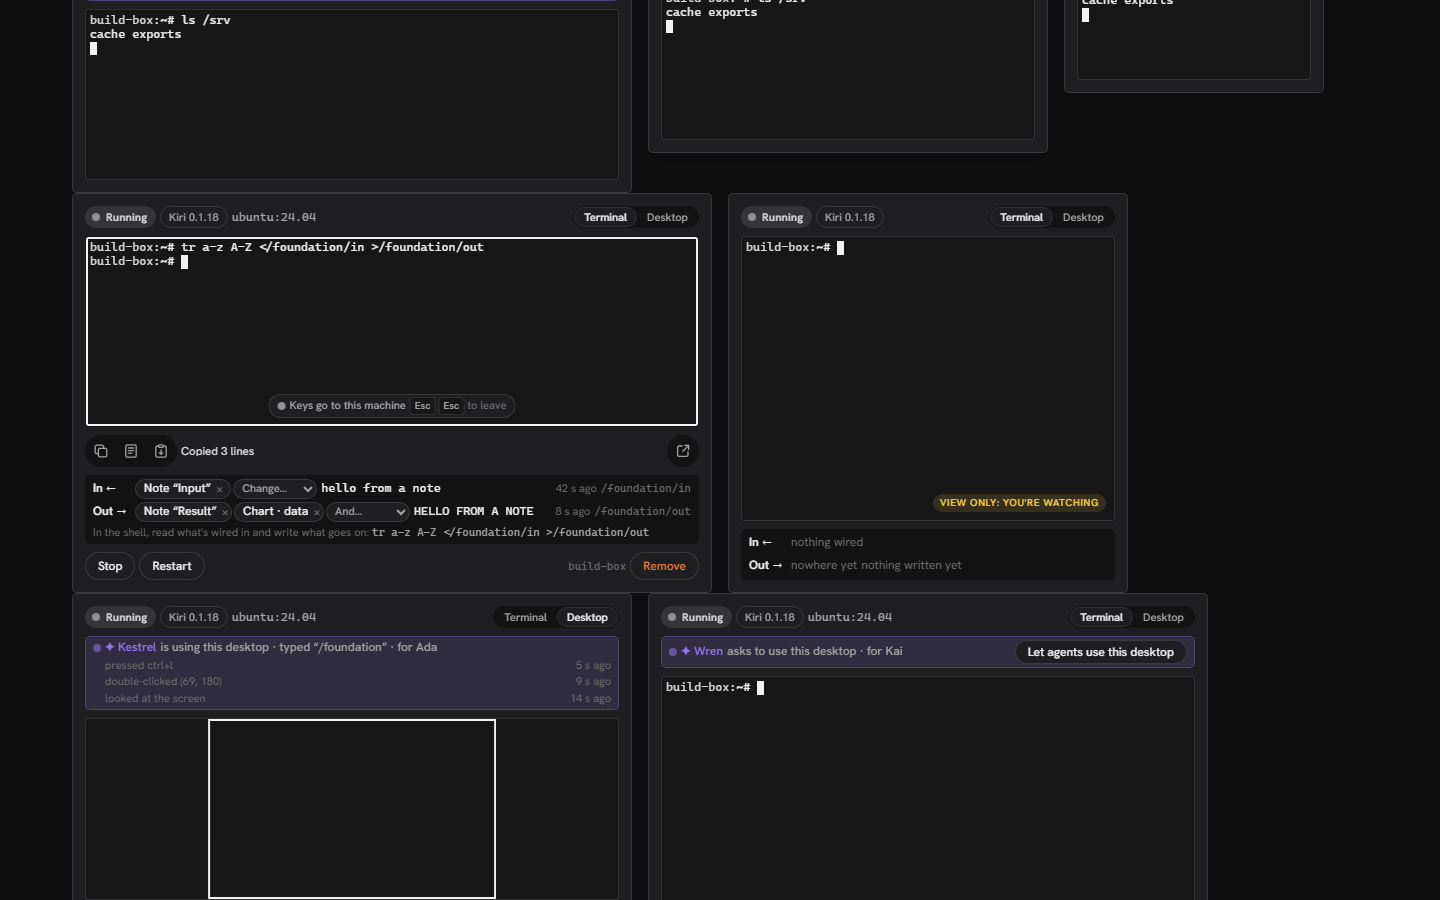 build-box:~# ls /srv
cache exports
cache exports
cache exports
Running Kiri 0.1.18 ubuntu:24.04 Terminal Desktop
build-box:~# tr a-z A-Z </foundation/in >/foundation/out
build-box:~#
Keys go to this machine Esc Esc to leave
Copied 3 lines
In ← Note “Input” × Change... hello from a note 42 s ago /foundation/in
Out → Note “Result” × Chart · data × And... HELLO FROM A NOTE 8 s ago /foundation/out
In the shell, read what's wired in and write what goes on: tr a-z A-Z </foundation/in >/foundation/out
Stop Restart build-box Remove
Running Kiri 0.1.18 Terminal Desktop
build-box:~#
VIEW ONLY: YOU'RE WATCHING
In ← nothing wired
Out → nowhere yet nothing written yet
Running Kiri 0.1.18 ubuntu:24.04 Terminal Desktop
✦ Kestrel is using this desktop · typed “/foundation” · for Ada
pressed ctrl+l 5 s ago
double-clicked (69, 180) 9 s ago
looked at the screen 14 s ago
Running Kiri 0.1.18 ubuntu:24.04 Terminal Desktop
✦ Wren asks to use this desktop · for Kai Let agents use this desktop
build-box:~#